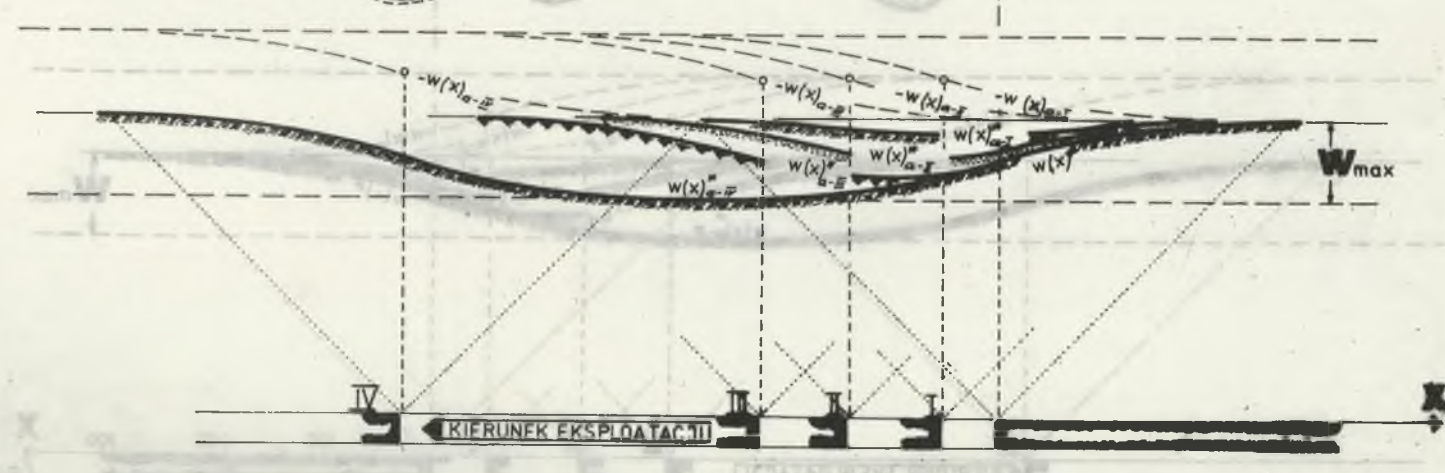 -W(x)a-IV
-W(x)a-III
-W(x)a-II
-W(x)a-I
W(x)*a-I
W(x)*a-IV
W(x)*a-III
W(x)*a-II
W(x)
Wmax
IV
III
II
I
X
KIERUNEK EKSPLOATACJI